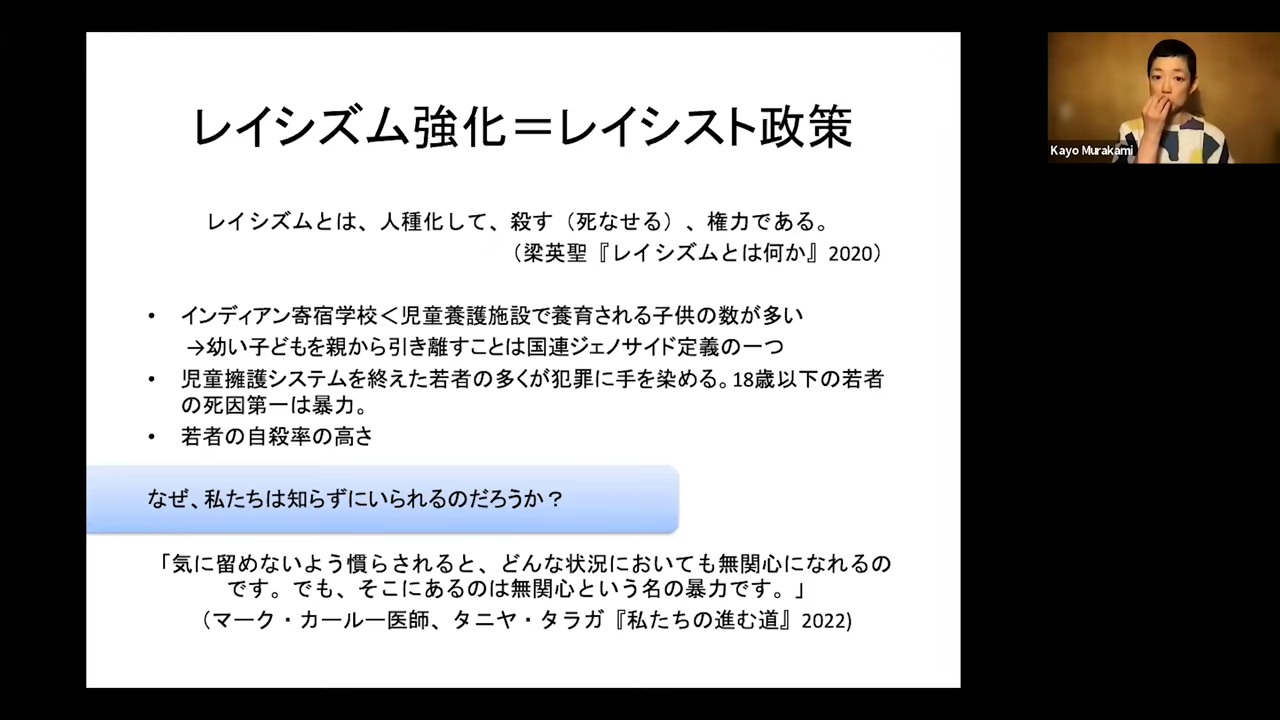 レイシズム強化＝レイシスト政策
レイシズムとは、人種化して、殺す（死なせる）、権力である。
（梁英聖『レイシズムとは何か』2020）
• インディアン寄宿学校＜児童養護施設で養育される子供の数が多い
→幼い子どもを親から引き離すことは国連ジェノサイド定義の一つ
• 児童擁護システムを終えた若者の多くが犯罪に手を染める。18歳以下の若者
の死因第一は暴力。
• 若者の自殺率の高さ
なぜ、私たちは知らずにいられるのだろうか？
「気に留めないよう慣らされると、どんな状況においても無関心になれるの
です。でも、そこにあるのは無関心という名の暴力です。」
（マーク・カールー医師、タニヤ・タラガ『私たちの進む道』2022)
Kayo Murakami